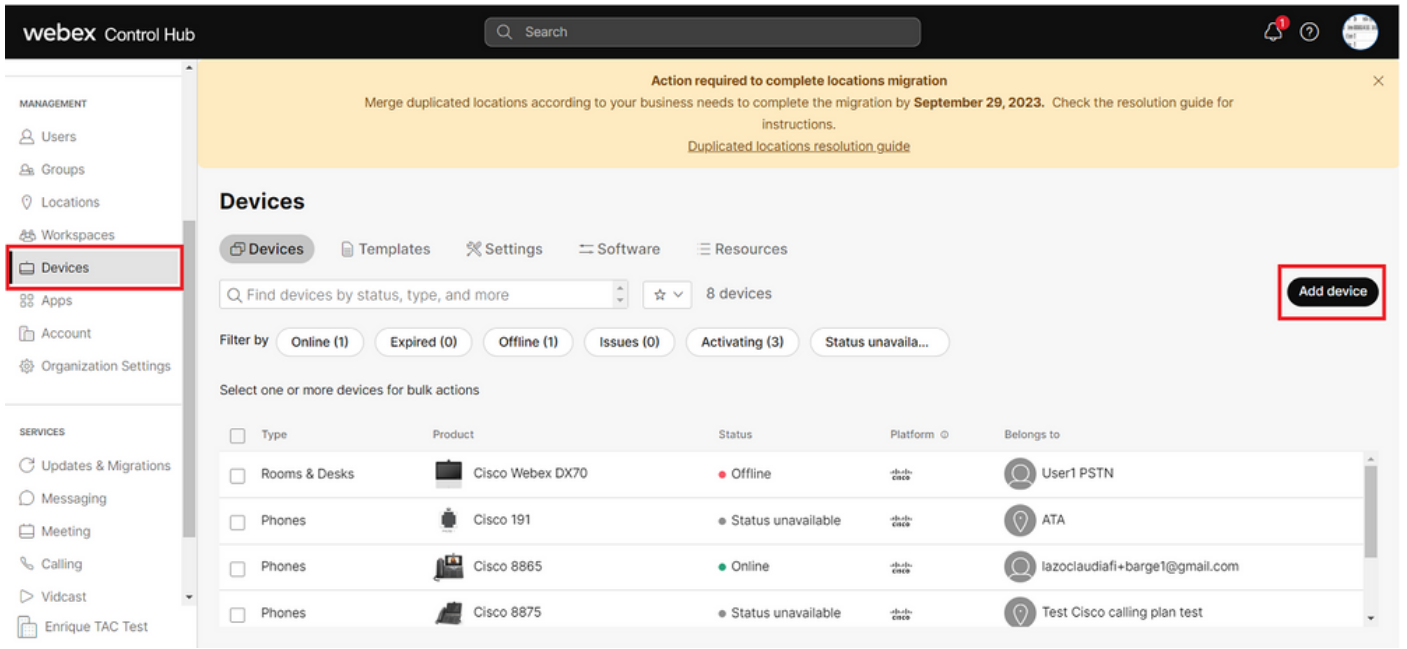 webex Control Hub
Search
1
Action required to complete locations migration
Merge duplicated locations according to your business needs to complete the migration by September 29, 2023. Check the resolution guide for
instructions.
Duplicated locations resolution guide
MANAGEMENT
Users
Groups
Locations
Workspaces
Devices
Apps
Account
Organization Settings
SERVICES
Updates & Migrations
Messaging
Meeting
Calling
Vidcast
Enrique TAC Test
Devices
Devices Templates Settings Software Resources
Find devices by status, type, and more 8 devices
Add device
Filter by Online (1) Expired (0) Offline (1) Issues (0) Activating (3) Status unavaila...
Select one or more devices for bulk actions
Type Product Status Platform Belongs to
Rooms & Desks Cisco Webex DX70 Offline cisco User1 PSTN
Phones Cisco 191 Status unavailable cisco ATA
Phones Cisco 8865 Online cisco lazoclaudiafi+barge1@gmail.com
Phones Cisco 8875 Status unavailable cisco Test Cisco calling plan test